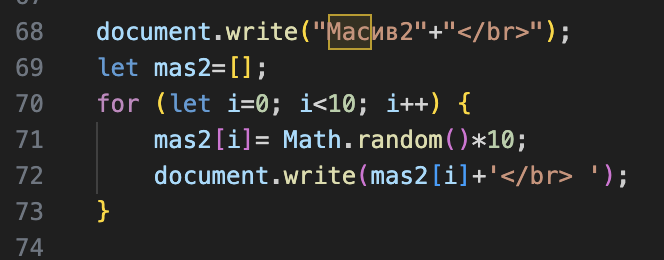 68 document.write("Масив2"+"</br>");
69 let mas2=[];
70 for (let i=0; i<10; i++) {
71 mas2[i]= Math.random()*10;
72 document.write(mas2[i]+'</br> ');
73 }
74